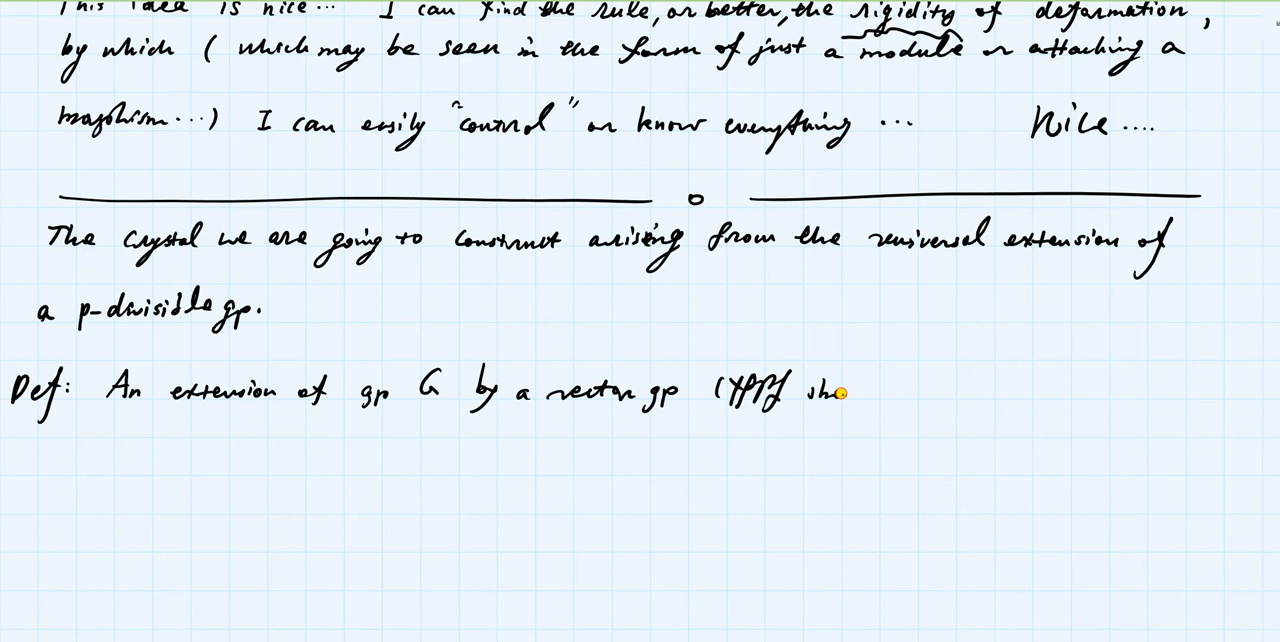 This idea is nice... I can find the rule, or better, the rigidity of deformation,
by which ( which may be seen in the form of just a module or attaching a
morphism...) I can easily "control" or know everything ... Nice....
The crystal we are going to construct arising from the universal extension of
a p-divisible gp.
Def: An extension of gp G by a vector gp (fppf she